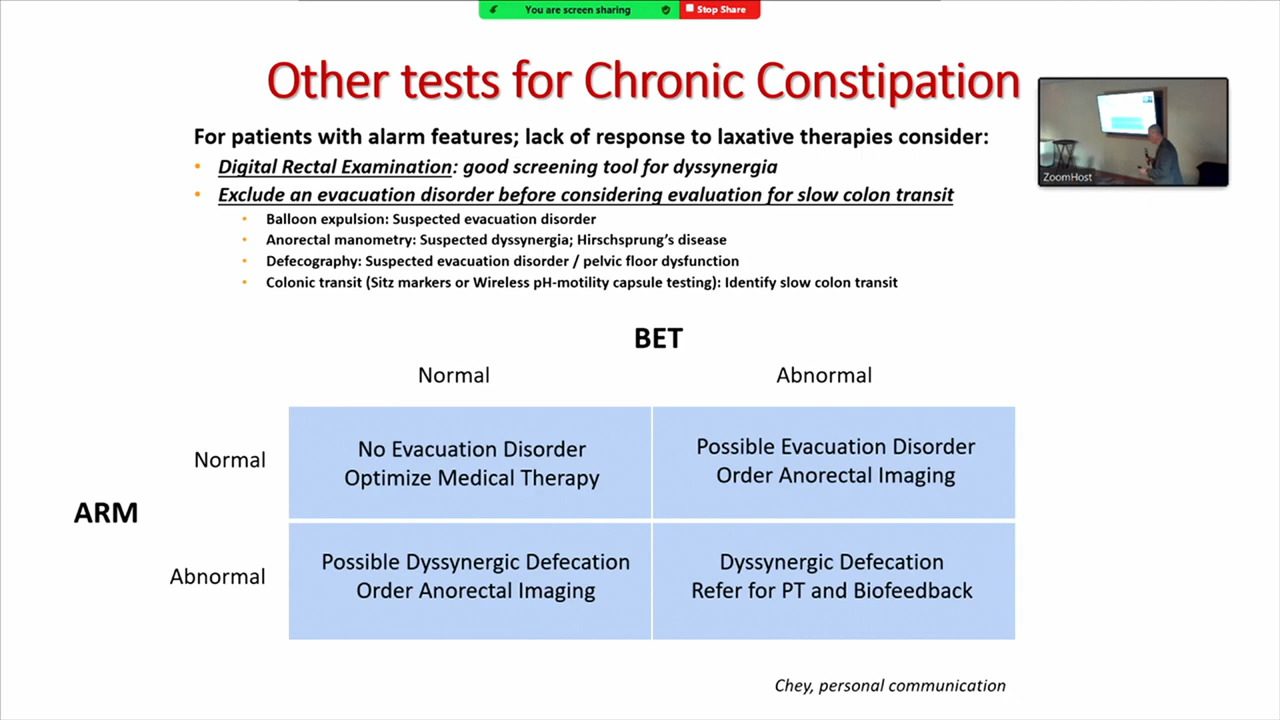 You are screen sharing
Stop Share
Other tests for Chronic Constipation
For patients with alarm features; lack of response to laxative therapies consider:
• Digital Rectal Examination: good screening tool for dyssynergia
• Exclude an evacuation disorder before considering evaluation for slow colon transit
• Balloon expulsion: Suspected evacuation disorder
• Anorectal manometry: Suspected dyssynergia; Hirschsprung’s disease
• Defecography: Suspected evacuation disorder / pelvic floor dysfunction
• Colonic transit (Sitz markers or Wireless pH-motility capsule testing): Identify slow colon transit
ZoomHost
BET
Normal
Abnormal
ARM
Normal
No Evacuation Disorder
Optimize Medical Therapy
Possible Evacuation Disorder
Order Anorectal Imaging
Abnormal
Possible Dyssynergic Defecation
Order Anorectal Imaging
Dyssynergic Defecation
Refer for PT and Biofeedback
Chey, personal communication